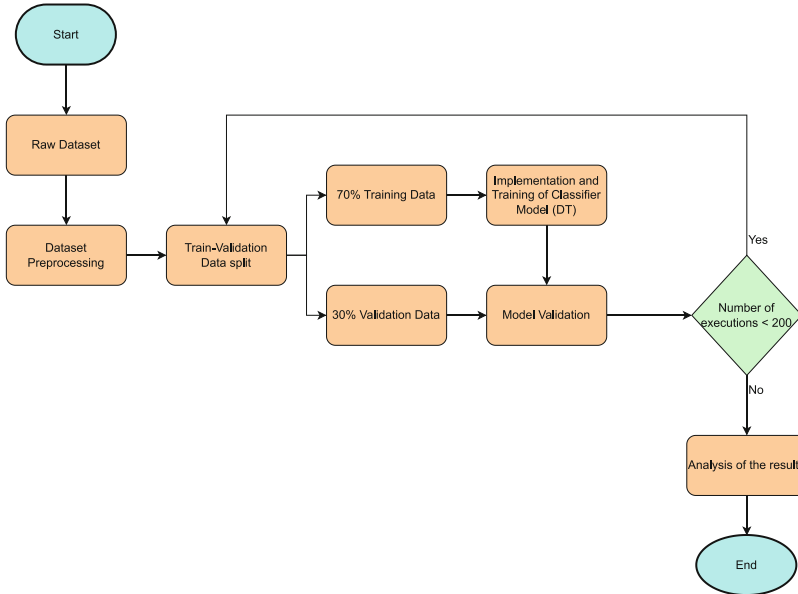 Start
Raw Dataset
Dataset
Preprocessing
Train-Validation
Data split
70% Training Data
Implementation and
Training of Classifier
Model (DT)
30% Validation Data
Model Validation
Yes
Number of
executions < 200
No
Analysis of the result
End